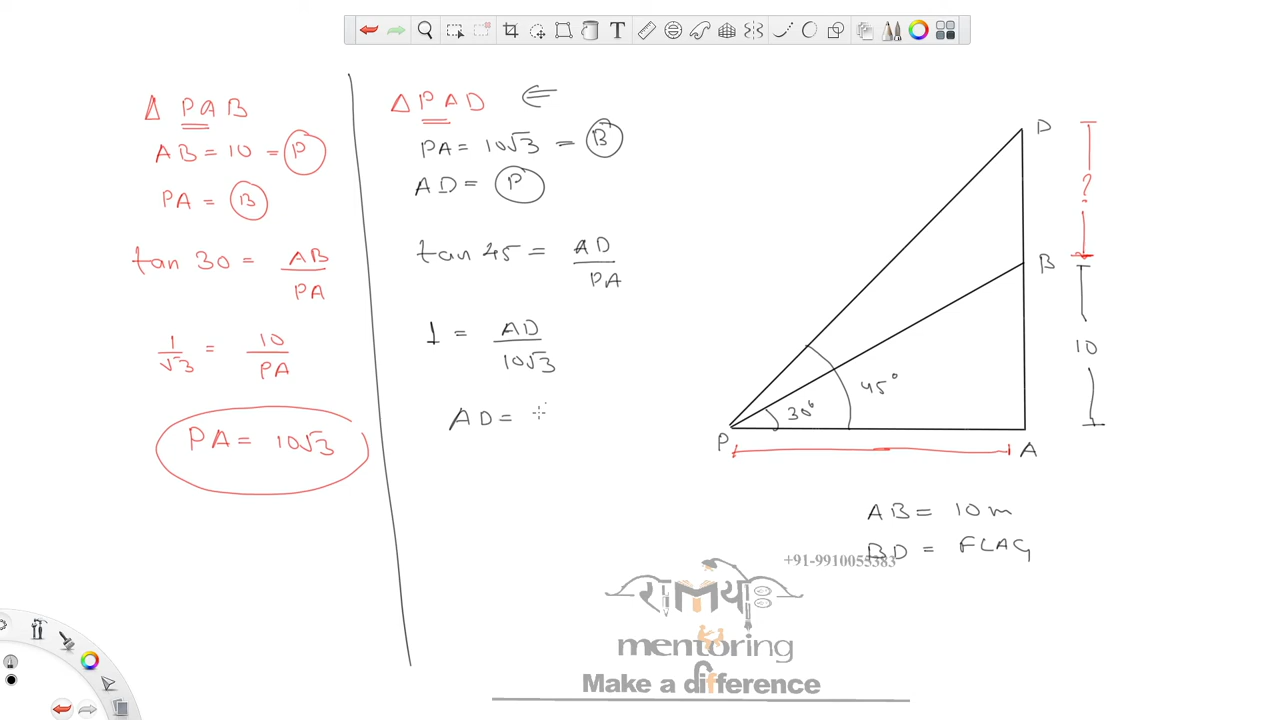 Δ PAB
AB = 10 = P
PA = B
tan 30 = AB / PA
1/√3 = 10/PA
PA = 10√3
Δ PAD ⇐
PA = 10√3 = B
AD = P
tan 45 = AD / PA
1 = AD / 10√3
AD =
D
?
B
10
45°
30°
P
A
AB = 10 m
BD = FLAG
+91-9910055383
रामया
mentoring
Make a difference